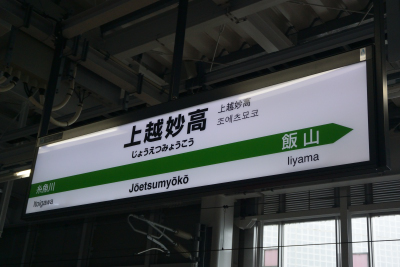 上越妙高
上越妙高
조에츠묘코
じょうえつみょうこう
糸魚川
飯山
Itoigawa
Jōetsumyōkō
Iiyama